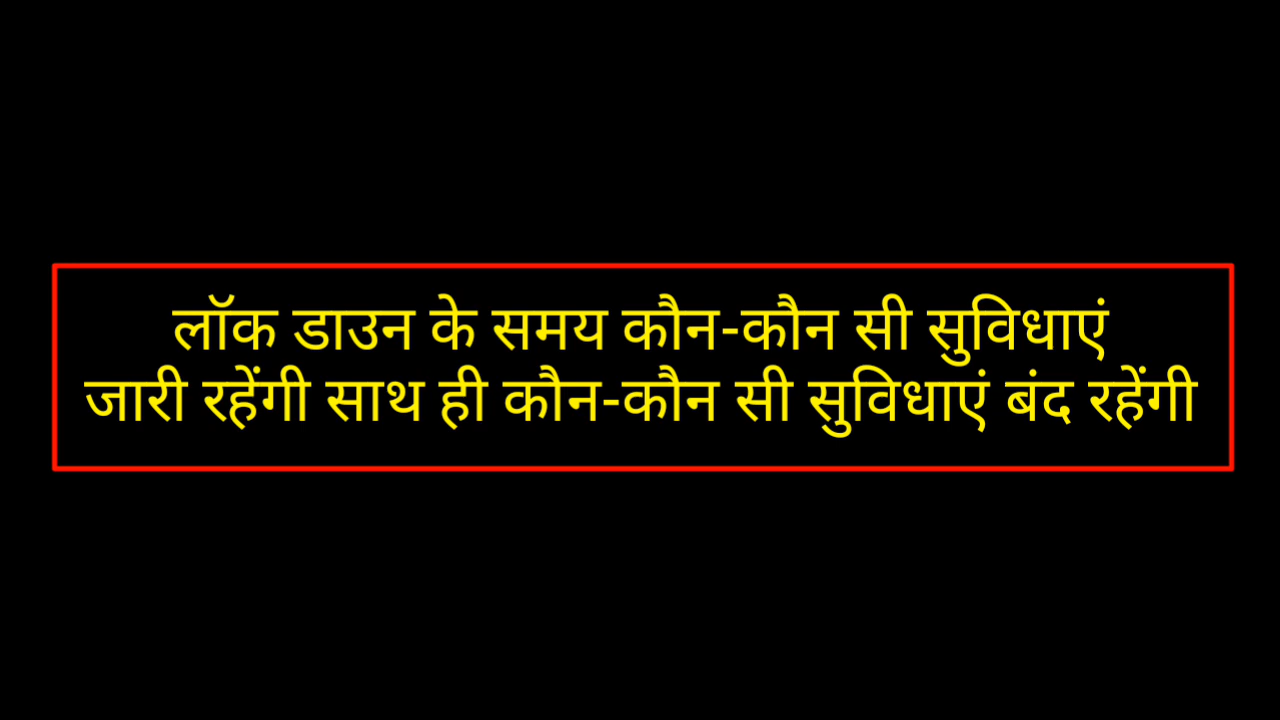 लॉक डाउन के समय कौन-कौन सी सुविधाएं
जारी रहेंगी साथ ही कौन-कौन सी सुविधाएं बंद रहेंगी